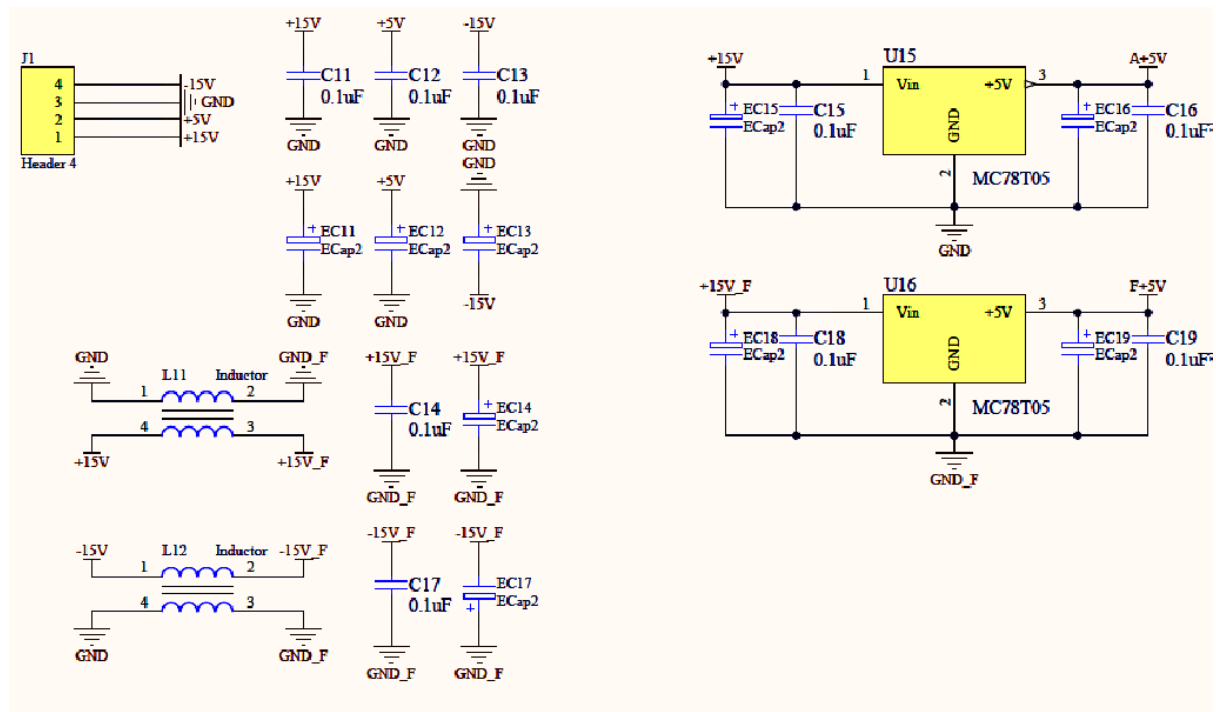 J1
4
3
2
1
Header 4
-15V
GND
+5V
+15V
+15V
C11
0.1uF
GND
+5V
C12
0.1uF
GND
-15V
C13
0.1uF
GND
+15V
+
EC11
ECap2
GND
+5V
+
EC12
ECap2
GND
GND
+
EC13
ECap2
-15V
GND
L11
Inductor
GND_F
1
2
4
3
+15V
+15V_F
+15V_F
C14
0.1uF
GND_F
+15V_F
+
EC14
ECap2
GND_F
-15V
L12
Inductor
-15V_F
1
2
4
3
GND
GND_F
-15V_F
C17
0.1uF
GND_F
-15V_F
EC17
ECap2
+
GND_F
+15V
+
EC15
ECap2
C15
0.1uF
U15
1
Vin
+5V
3
GND
2
MC78T05
A+5V
+
EC16
ECap2
C16
0.1uF
GND
+15V_F
+
EC18
ECap2
C18
0.1uF
U16
1
Vin
+5V
3
GND
2
MC78T05
F+5V
+
EC19
ECap2
C19
0.1uF
GND_F